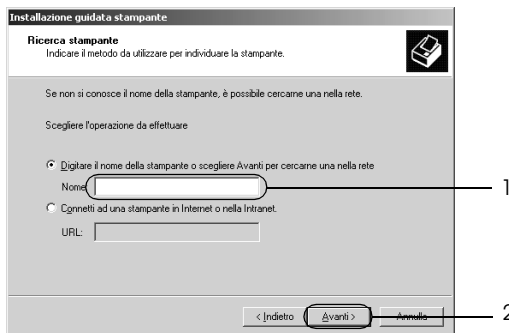 Installazione guidata stampante
Ricerca stampante
Indicare il metodo da utilizzare per individuare la stampante.
Se non si conosce il nome della stampante, è possibile cercarne una nella rete.
Scegliere l'operazione da effettuare
Digitare il nome della stampante o scegliere Avanti per cercarne una nella rete
Nome
1
Connetti ad una stampante in Internet o nella Intranet.
URL:
< Indietro Avanti > Annulla 2